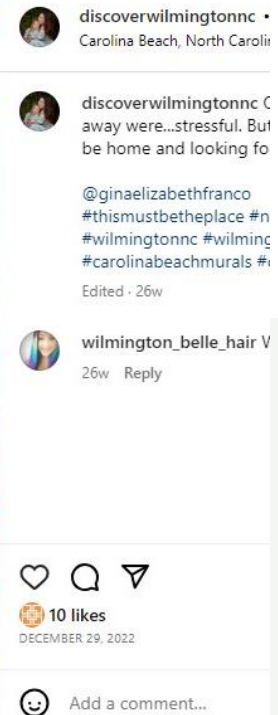 discoverwilmingtonnc •
Carolina Beach, North Caroli
discoverwilmingtonnc
away were...stressful. But
be home and looking fo
@ginaelizabethfranco
#thismustbetheplace #n
#wilmingtonnc #wilming
#carolinabeachmurals #
Edited · 26w
wilmington_belle_hair
26w Reply
10 likes
DECEMBER 29, 2022
Add a comment...